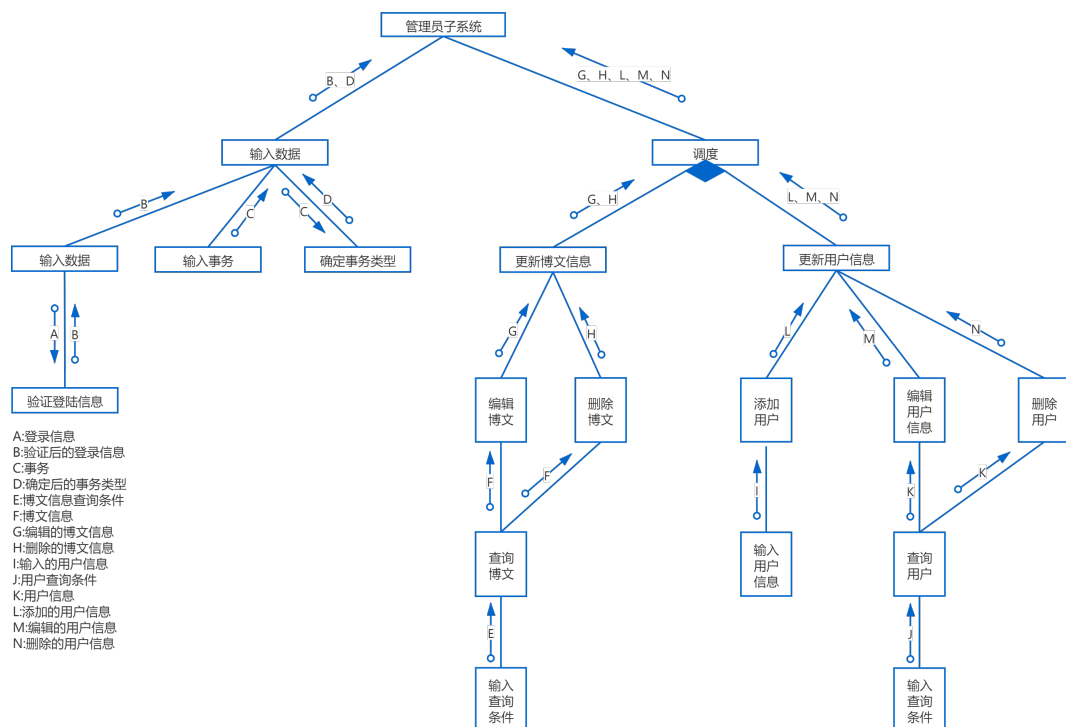 管理员子系统
B、D
G、H、L、M、N
输入数据
调度
B
C
C
D
G、H
L、M、N
输入数据
输入事务
确定事务类型
更新博文信息
更新用户信息
A
B
G
H
L
M
N
验证登陆信息
编辑
博文
删除
博文
添加
用户
编辑
用户
信息
删除
用户
A:登录信息
B:验证后的登录信息
C:事务
D:确定后的事务类型
E:博文信息查询条件
F:博文信息
G:编辑的博文信息
H:删除的博文信息
I:输入的用户信息
J:用户查询条件
K:用户信息
L:添加的用户信息
M:编辑的用户信息
N:删除的用户信息
F
F
I
K
K
查询
博文
输入
用户
信息
查询
用户
E
J
输入
查询
条件
输入
查询
条件